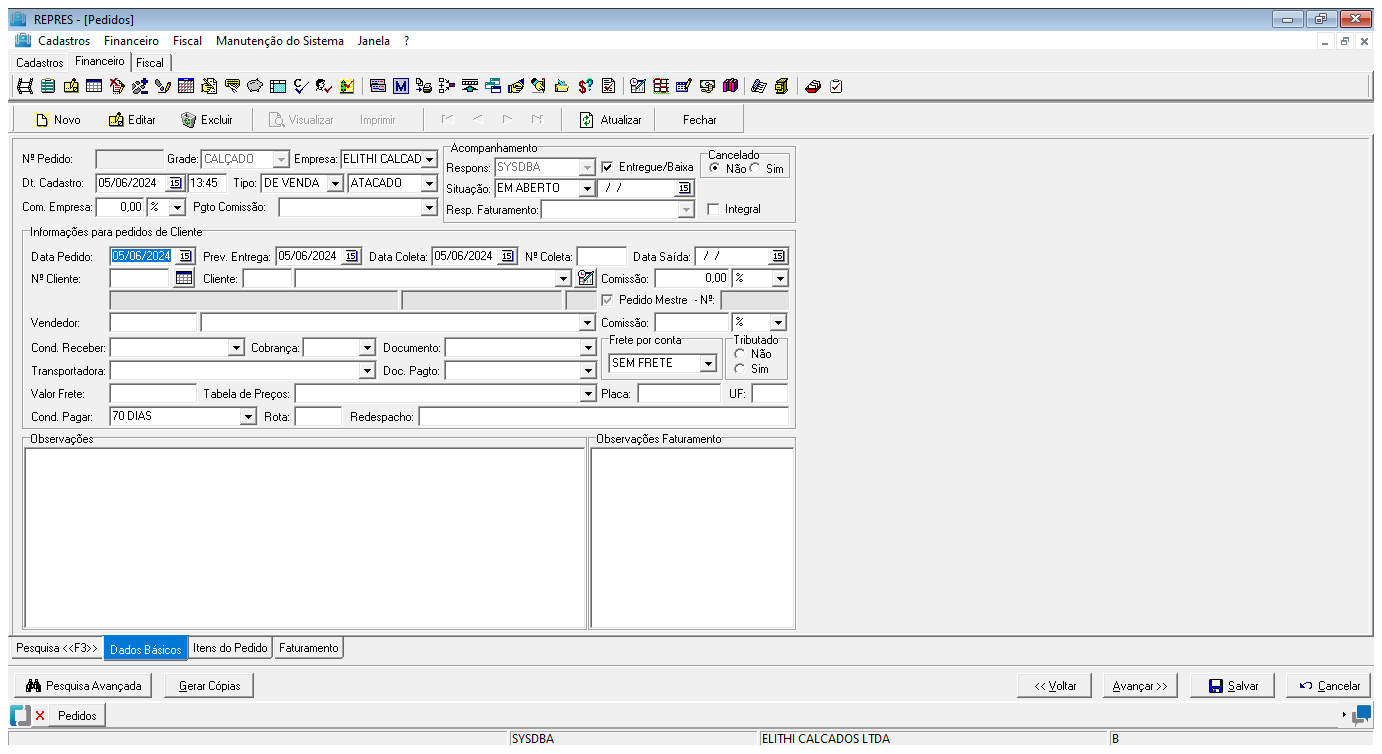 REPRES - [Pedidos]
Cadastros Financeiro Fiscal Manutenção do Sistema Janela ?
Cadastros Financeiro Fiscal
Novo Editar Excluir Visualizar Imprimir Atualizar Fechar
Nº Pedido: Grade: CALÇADO Empresa: ELITHI CALCAD
Dt. Cadastro: 05/06/2024 15 13:45 Tipo: DE VENDA ATACADO
Com. Empresa: 0,00 % Pgto Comissão:
Acompanhamento
Respons: SYSDBA Entregue/Baixa
Cancelado
Não Sim
Situação: EM ABERTO / / 15
Resp. Faturamento: Integral
Informações para pedidos de Cliente
Data Pedido: 05/06/2024 15 Prev. Entrega: 05/06/2024 15 Data Coleta: 05/06/2024 15 Nº Coleta: Data Saída: / / 15
Nº Cliente: Cliente: Comissão: 0,00 %
Pedido Mestre - Nº:
Vendedor: Comissão: %
Cond. Receber: Cobrança: Documento:
Frete por conta
SEM FRETE
Tributado
Não
Sim
Transportadora: Doc. Pagto:
Valor Frete: Tabela de Preços: Placa: UF:
Cond. Pagar: 70 DIAS Rota: Redespacho:
Observações Observações Faturamento
Pesquisa <<F3>> Dados Básicos Itens do Pedido Faturamento
Pesquisa Avançada Gerar Cópias << Voltar Avançar >> Salvar Cancelar
Pedidos
SYSDBA ELITHI CALCADOS LTDA B